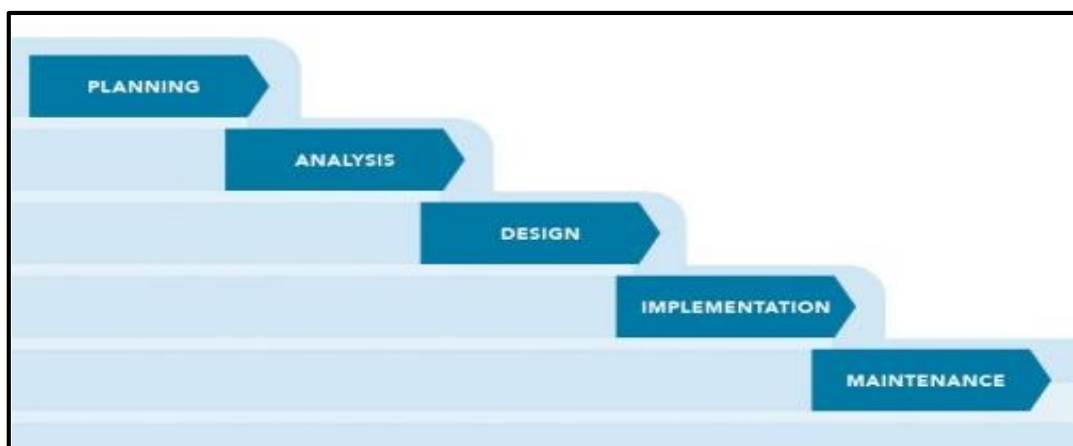 PLANNING
ANALYSIS
DESIGN
IMPLEMENTATION
MAINTENANCE